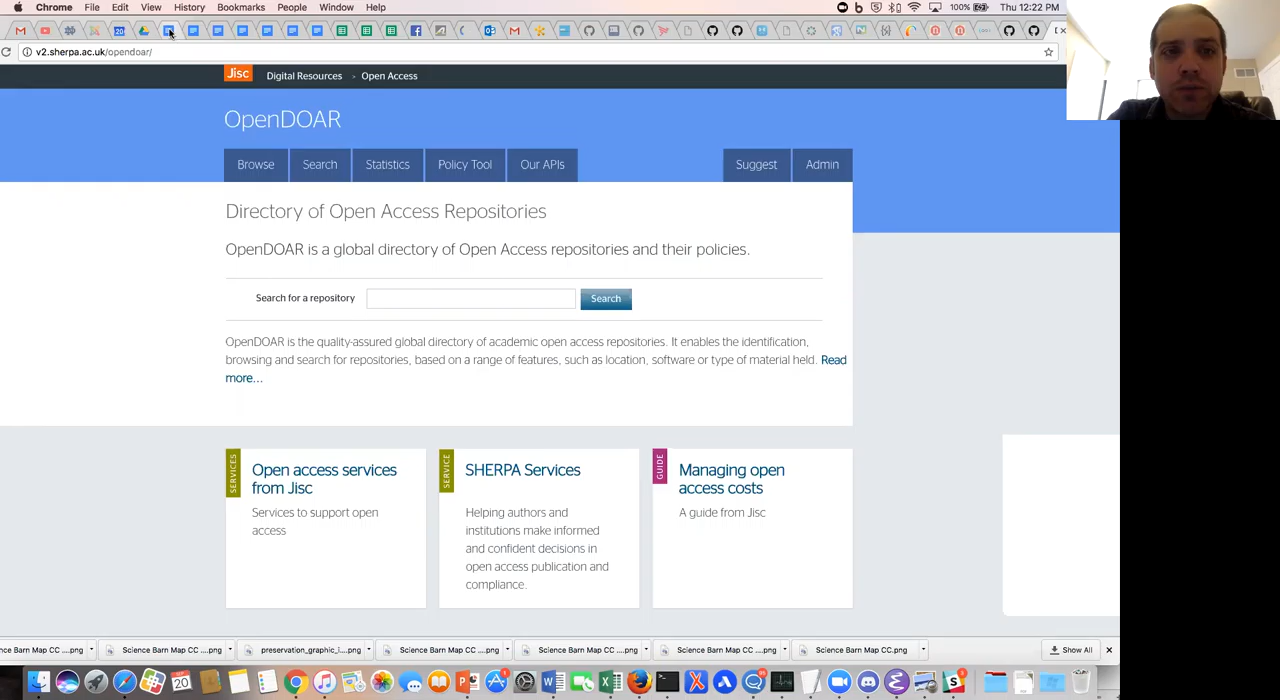 Chrome File Edit View History Bookmarks People Window Help
100% Thu 12:22 PM
v2.sherpa.ac.uk/opendoar/
Jisc Digital Resources > Open Access
OpenDOAR
Browse Search Statistics Policy Tool Our APIs Suggest Admin
Directory of Open Access Repositories
OpenDOAR is a global directory of Open Access repositories and their policies.
Search for a repository Search
OpenDOAR is the quality-assured global directory of academic open access repositories. It enables the identification,
browsing and search for repositories, based on a range of features, such as location, software or type of material held. Read
more...
SERVICES
Open access services
from Jisc
Services to support open
access
SERVICE
SHERPA Services
Helping authors and
institutions make informed
and confident decisions in
open access publication and
compliance.
GUIDE
Managing open
access costs
A guide from Jisc
nce Barn Map CC ....png Science Barn Map CC ....png preservation_graphic_i....png Science Barn Map CC ....png Science Barn Map CC ....png Science Barn Map CC ....png Science Barn Map CC ....png Show All
20